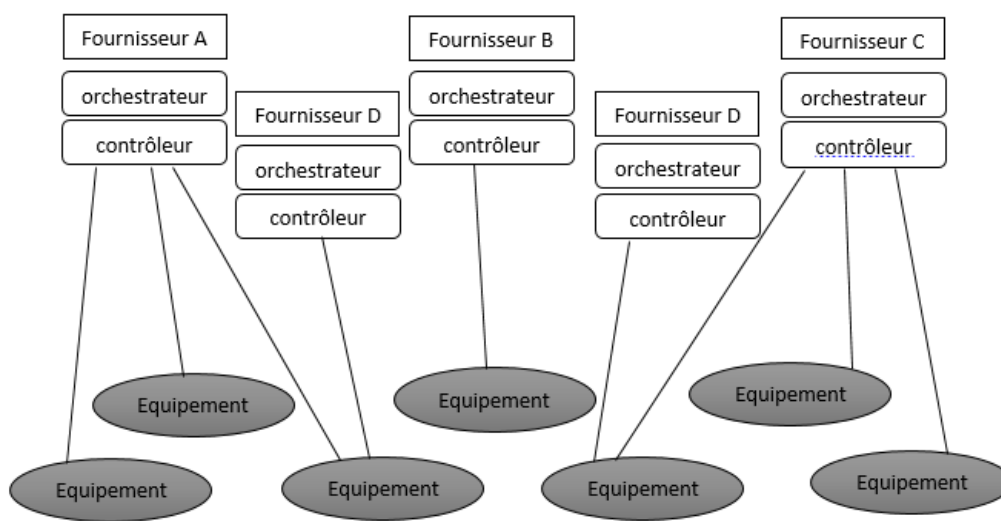 Fournisseur A
orchestrateur
contrôleur
Fournisseur D
orchestrateur
contrôleur
Fournisseur B
orchestrateur
contrôleur
Fournisseur D
orchestrateur
contrôleur
Fournisseur C
orchestrateur
contrôleur
Equipement
Equipement
Equipement
Equipement
Equipement
Equipement
Equipement